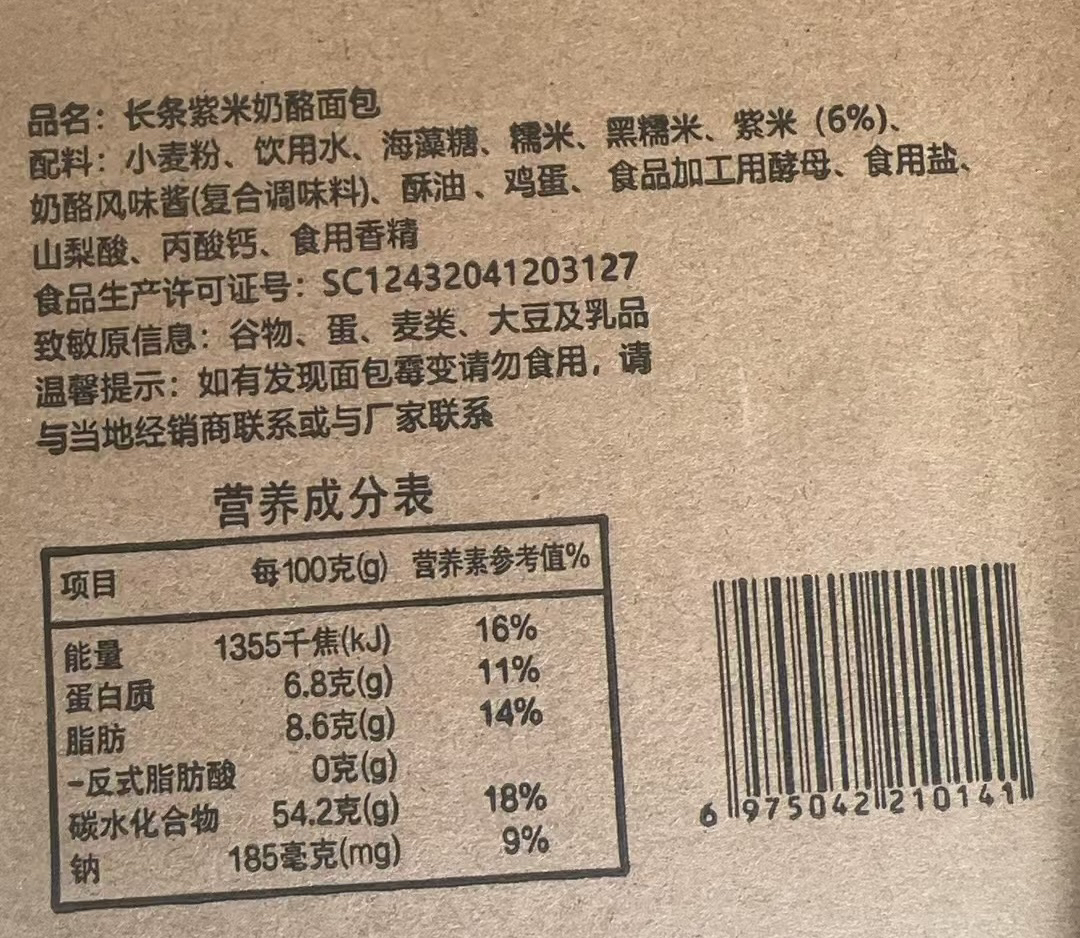 品名：长条紫米奶酪面包
配料：小麦粉、饮用水、海藻糖、糯米、黑糯米、紫米（6%）、
奶酪风味酱(复合调味料)、酥油、鸡蛋、食品加工用酵母、食用盐、
山梨酸、丙酸钙、食用香精
食品生产许可证号：SC12432041203127
致敏原信息：谷物、蛋、麦类、大豆及乳品
温馨提示：如有发现面包霉变请勿食用，请
与当地经销商联系或与厂家联系
营养成分表
项目 每100克(g) 营养素参考值%
能量 1355千焦(kJ) 16%
蛋白质 6.8克(g) 11%
脂肪 8.6克(g) 14%
-反式脂肪酸 0克(g)
碳水化合物 54.2克(g) 18%
钠 185毫克(mg) 9%
6 975042 210141